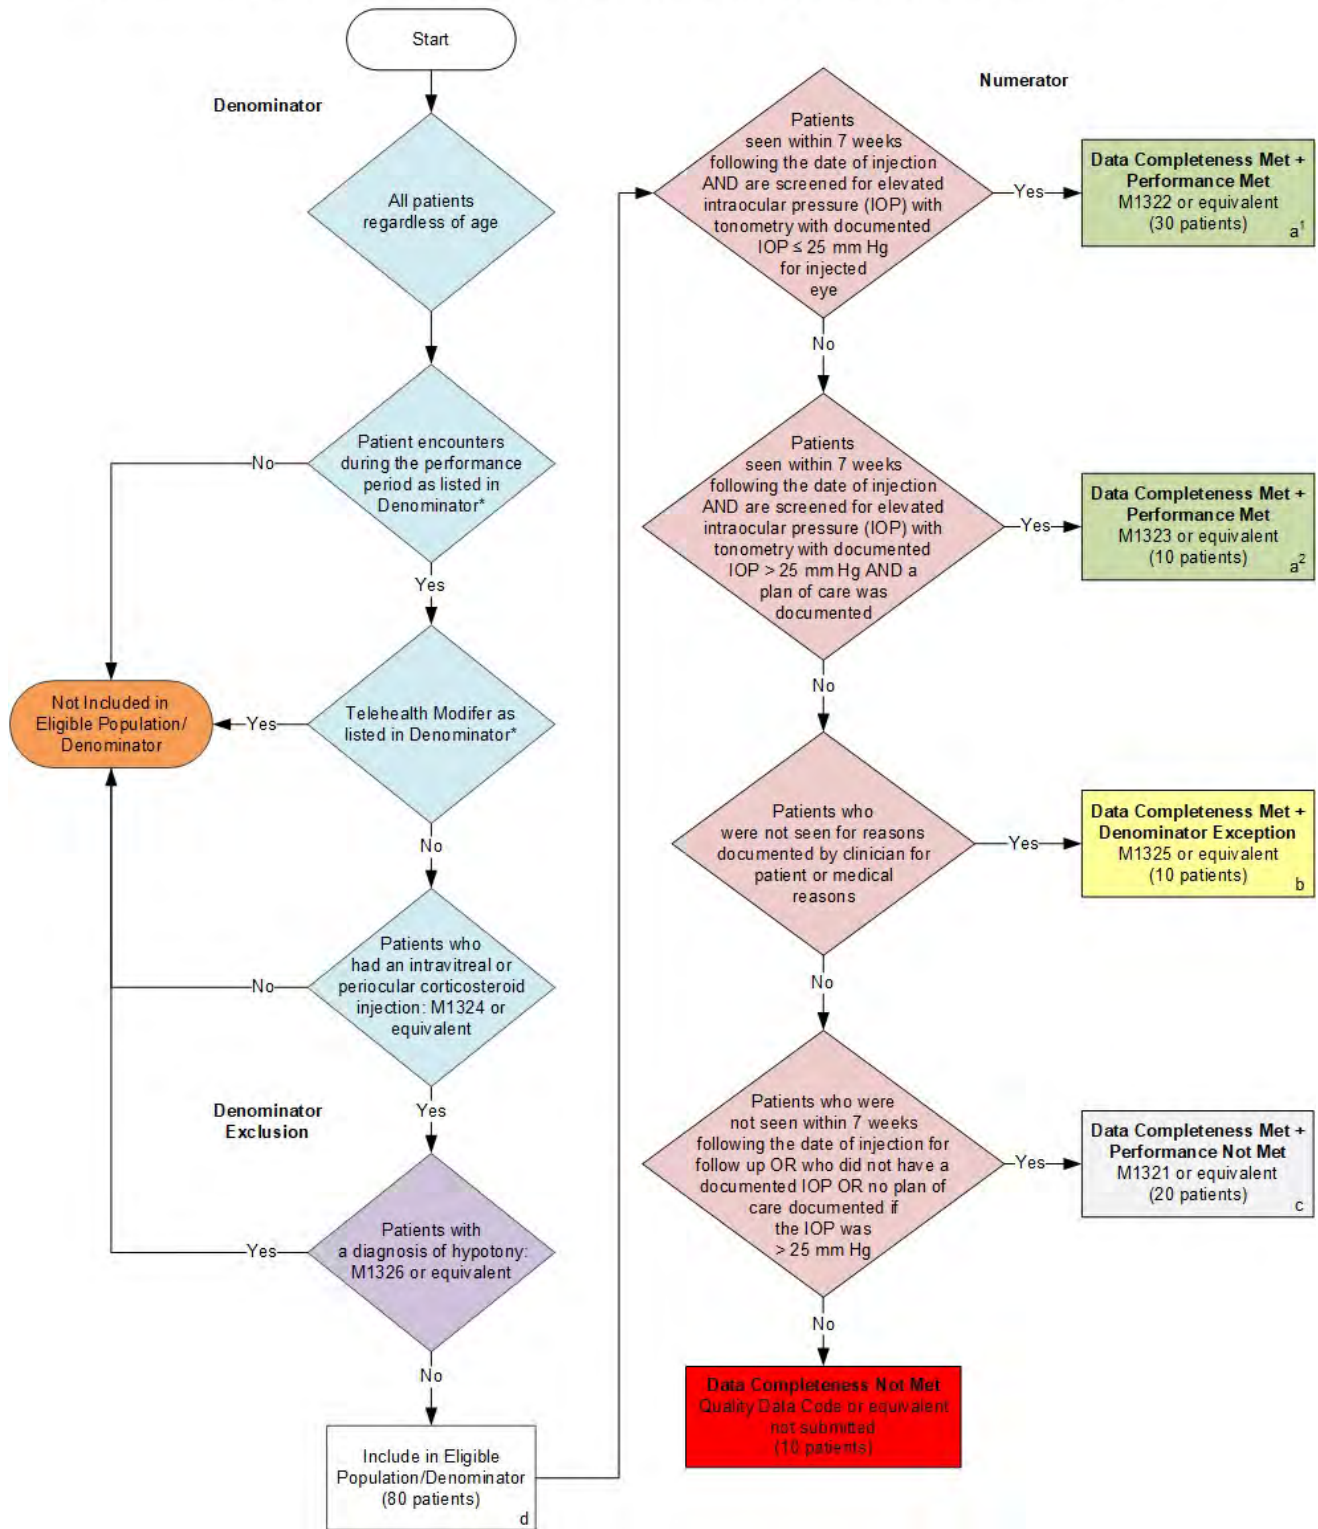 Start
Denominator
All patients
regardless of age
Patient encounters
during the performance
period as listed in
Denominator*
No
Yes
Not Included in
Eligible Population/
Denominator
Yes
Telehealth Modifer as
listed in Denominator*
No
Patients who
had an intravitreal or
periocular corticosteroid
injection: M1324 or
equivalent
No
Denominator
Exclusion
Yes
Patients with
a diagnosis of hypotony:
M1326 or equivalent
Yes
No
Include in Eligible
Population/Denominator
(80 patients)
d
Numerator
Patients
seen within 7 weeks
following the date of injection
AND are screened for elevated
intraocular pressure (IOP) with
tonometry with documented
IOP ≤ 25 mm Hg
for injected
eye
Yes
Data Completeness Met +
Performance Met
M1322 or equivalent
(30 patients)
a¹
No
Patients
seen within 7 weeks
following the date of injection
AND are screened for elevated
intraocular pressure (IOP) with
tonometry with documented
IOP > 25 mm Hg AND a
plan of care was
documented
Yes
Data Completeness Met +
Performance Met
M1323 or equivalent
(10 patients)
a²
No
Patients who
were not seen for reasons
documented by clinician for
patient or medical
reasons
Yes
Data Completeness Met +
Denominator Exception
M1325 or equivalent
(10 patients)
b
No
Patients who were
not seen within 7 weeks
following the date of injection for
follow up OR who did not have a
documented IOP OR no plan of
care documented if
the IOP was
> 25 mm Hg
Yes
Data Completeness Met +
Performance Not Met
M1321 or equivalent
(20 patients)
c
No
Data Completeness Not Met
Quality Data Code or equivalent
not submitted
(10 patients)